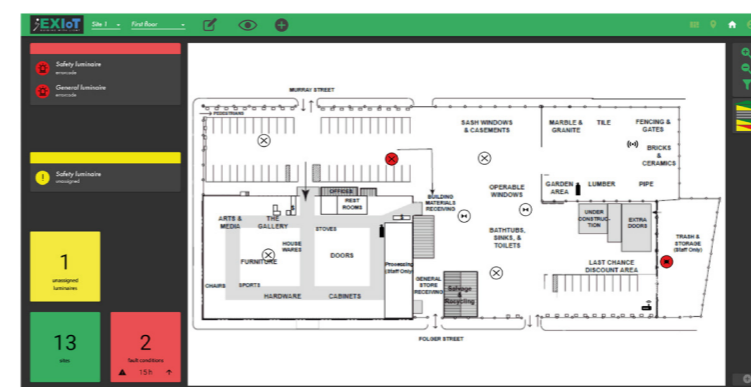 EXIoT
Site 1
First floor
Safety luminaire
errorcode
General luminaire
errorcode
Safety luminaire
unassigned
1
unassigned
luminaires
13
sites
2
fault conditions
15 h
MURRAY STREET
PEDESTRIANS
SASH WINDOWS
& CASEMENTS
MARBLE &
GRANITE
TILE
FENCING &
GATES
BRICKS
&
CERAMICS
GARDEN
AREA
LUMBER
PIPE
OPERABLE
WINDOWS
BUILDING
MATERIALS
RECEIVING
OFFICES
REST
ROOMS
ARTS &
MEDIA
THE
GALLERY
STOVES
HOUSE
WARES
FURNITURE
DOORS
CHAIRS
SPORTS
HARDWARE
CABINETS
Processing
(Staff Only)
BATHTUBS,
SINKS, &
TOILETS
UNDER
CONSTRUC-
TION
EXTRA
DOORS
TRASH &
STORAGE
(Staff Only)
LAST CHANCE
DISCOUNT AREA
GENERAL
STORE
RECEIVING
Salvage
&
Recycling
FOLGER STREET